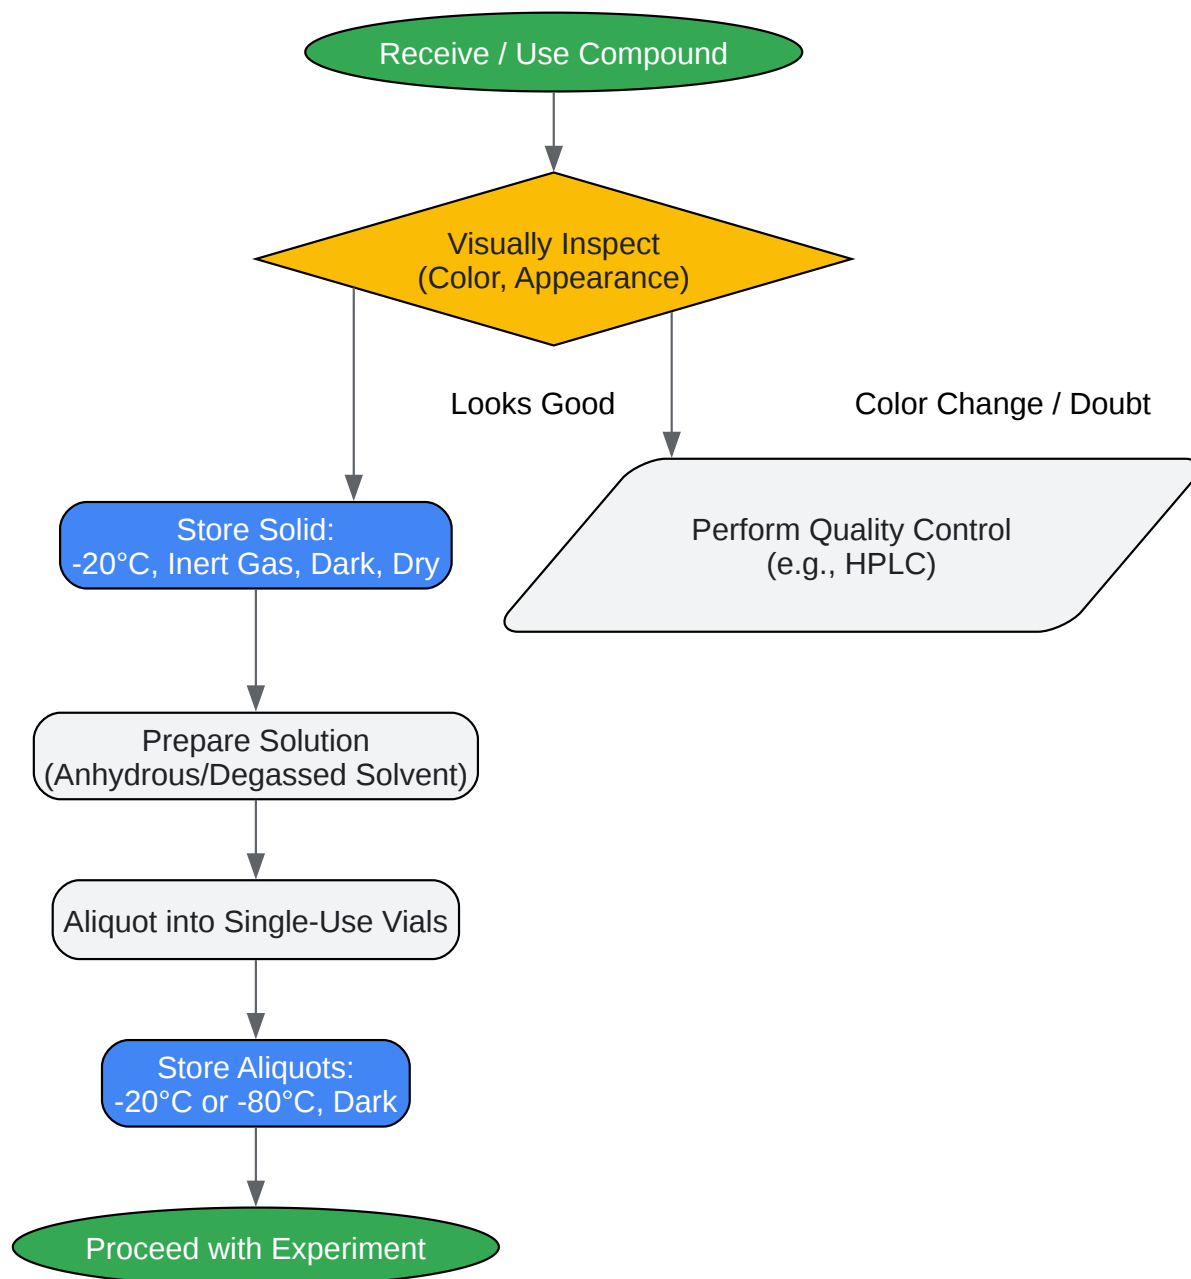 Receive / Use Compound
Visually Inspect
(Color, Appearance)
Looks Good
Color Change / Doubt
Store Solid:
-20°C, Inert Gas, Dark, Dry
Perform Quality Control
(e.g., HPLC)
Prepare Solution
(Anhydrous/Degassed Solvent)
Aliquot into Single-Use Vials
Store Aliquots:
-20°C or -80°C, Dark
Proceed with Experiment